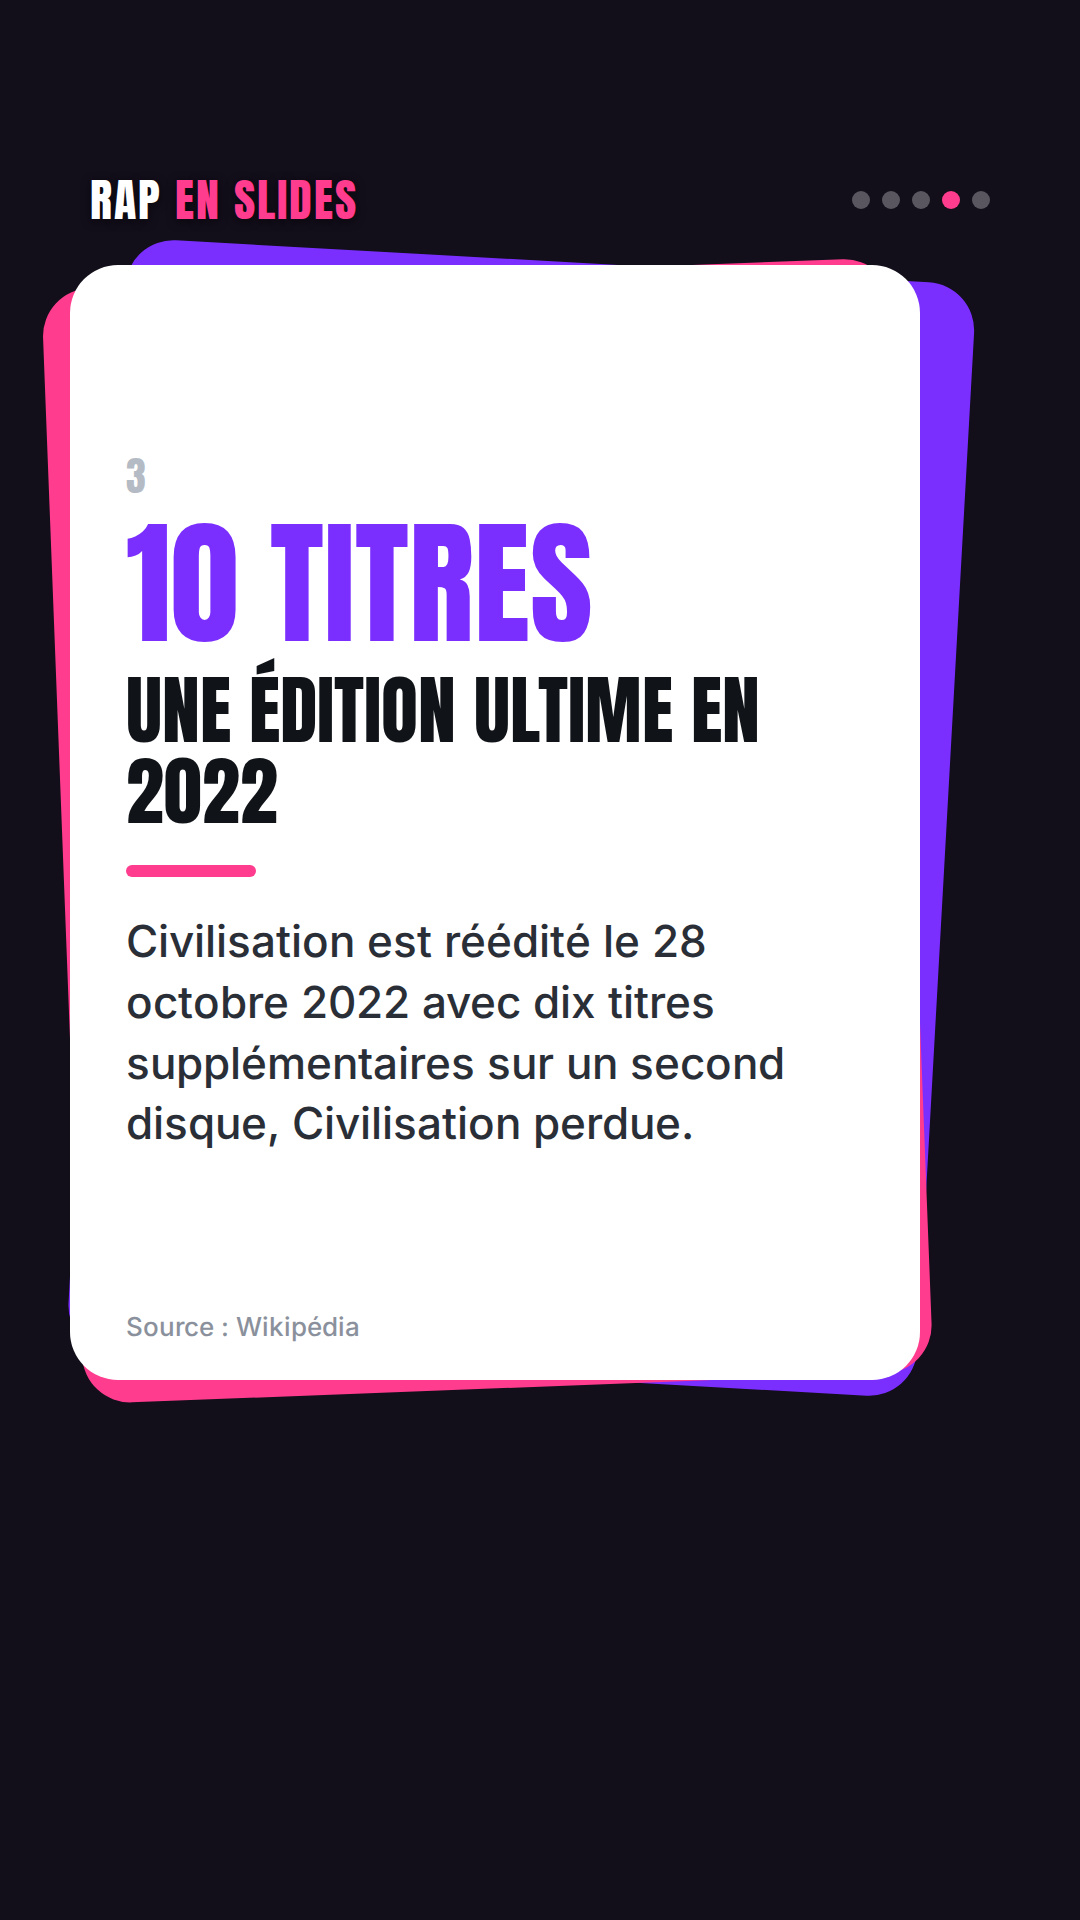 RAP EN SLIDES
3
10 TITRES
UNE ÉDITION ULTIME EN
2022
Civilisation est réédité le 28
octobre 2022 avec dix titres
supplémentaires sur un second
disque, Civilisation perdue.
Source : Wikipédia